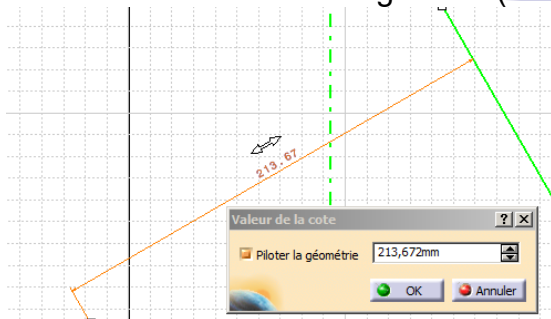 213.67
Valeur de la cote
Piloter la géométrie 213,672mm
OK Annuler